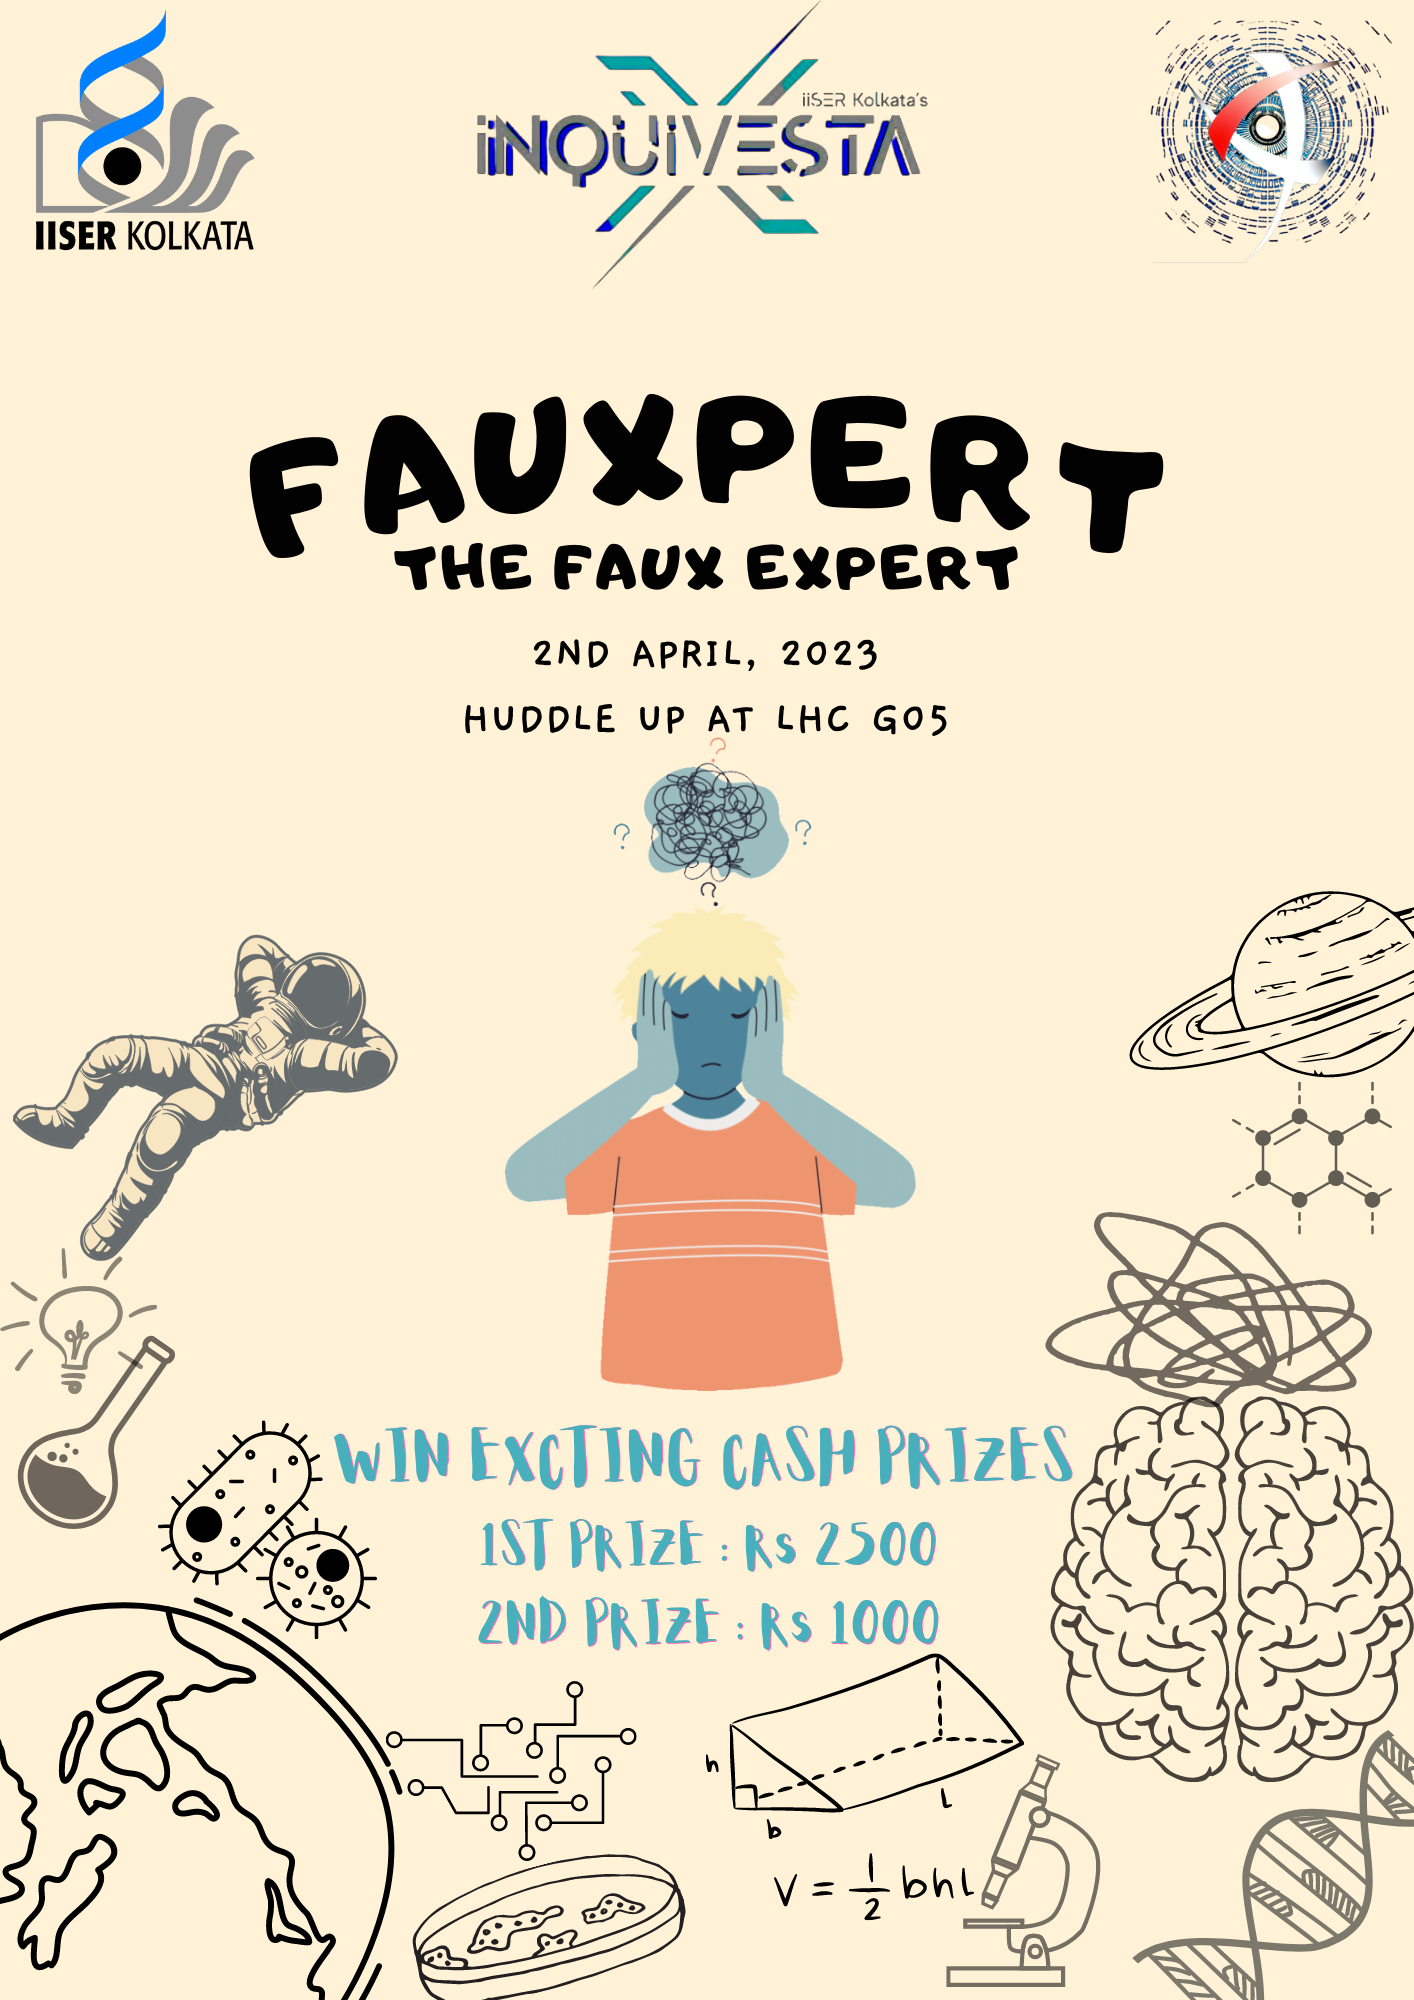 IISER KOLKATA
iiSER Kolkata's
iNQUiVESTA
FAUXPERT
THE FAUX EXPERT
2ND APRIL, 2023
HUDDLE UP AT LHC G05
?
? ?
?
WIN EXCTING CASH PRIZES
1ST PRIZE : Rs 2500
2ND PRIZE : Rs 1000
h
L
b
V = 1/2 bhl